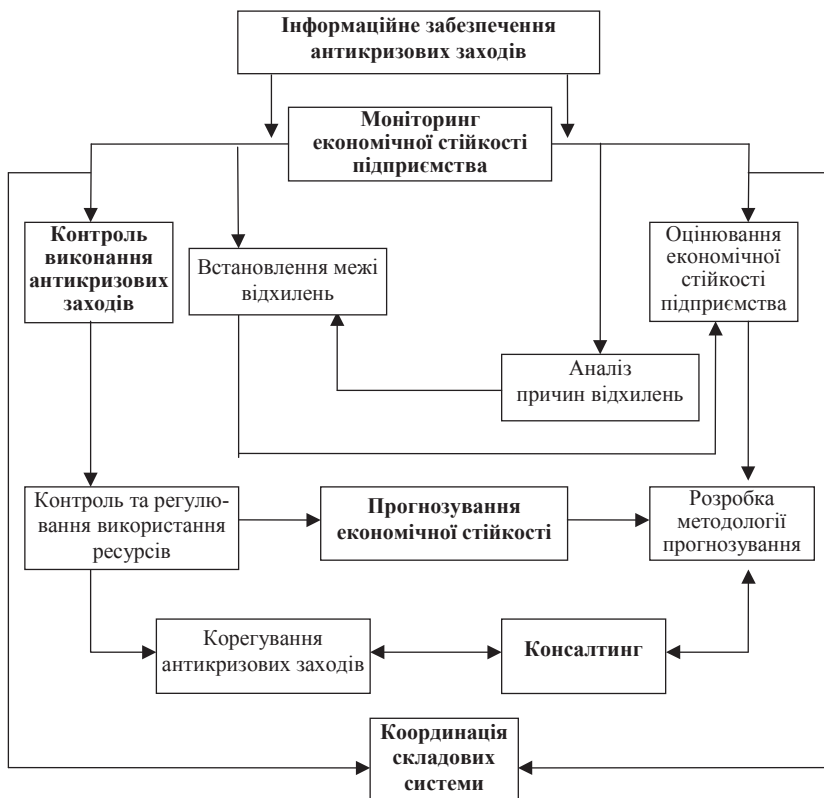 Інформаційне забезпечення
антикризових заходів
Моніторинг
економічної стійкості
підприємства
Контроль
виконання
антикризових
заходів
Встановлення межі
відхилень
Оцінювання
економічної
стійкості
підприємства
Аналіз
причин відхилень
Контроль та регулю-
вання використання
ресурсів
Прогнозування
економічної стійкості
Розробка
методології
прогнозування
Корегування
антикризових заходів
Консалтинг
Координація
складових
системи